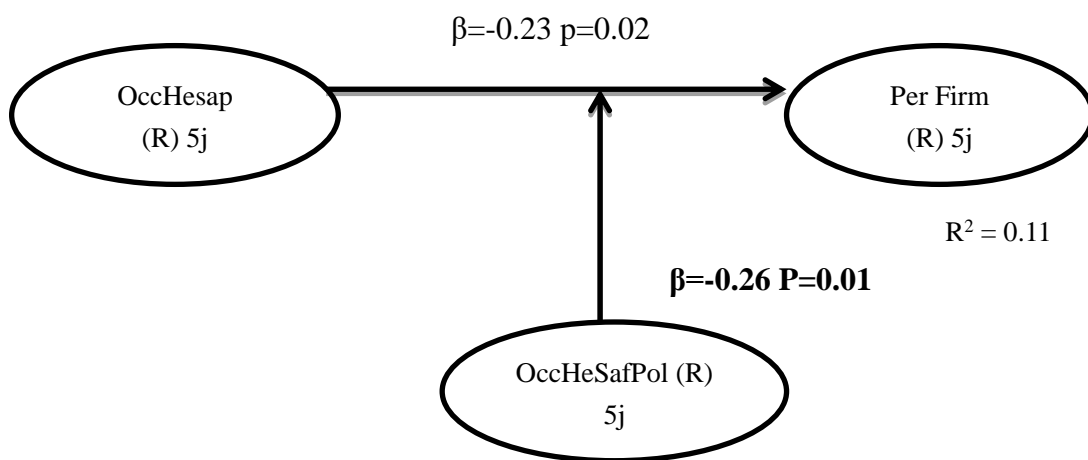 β=-0.23 p=0.02
OccHesap
(R) 5j
Per Firm
(R) 5j
R² = 0.11
β=-0.26 P=0.01
OccHeSafPol (R)
5j